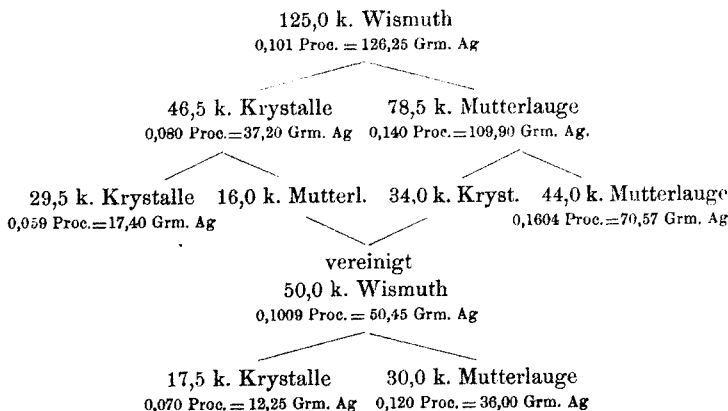 125,0 k. Wismuth
0,101 Proc. = 126,25 Grm. Ag
46,5 k. Krystalle 78,5 k. Mutterlauge
0,080 Proc.=37,20 Grm. Ag 0,140 Proc.=109,90 Grm. Ag.
29,5 k. Krystalle 16,0 k. Mutterl. 34,0 k. Kryst. 44,0 k. Mutterlauge
0,059 Proc.=17,40 Grm. Ag 0,1604 Proc.=70,57 Grm. Ag
vereinigt
50,0 k. Wismuth
0,1009 Proc. = 50,45 Grm. Ag
17,5 k. Krystalle 30,0 k. Mutterlauge
0,070 Proc. = 12,25 Grm. Ag 0,120 Proc. = 36,00 Grm. Ag